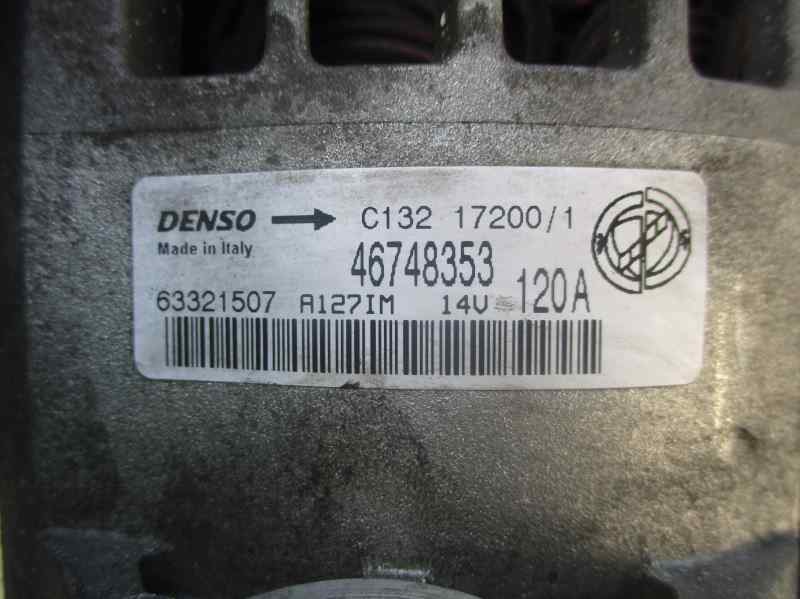 DENSO C132 17200/1
Made in Italy
46748353
63321507 A127IM 14V 120A